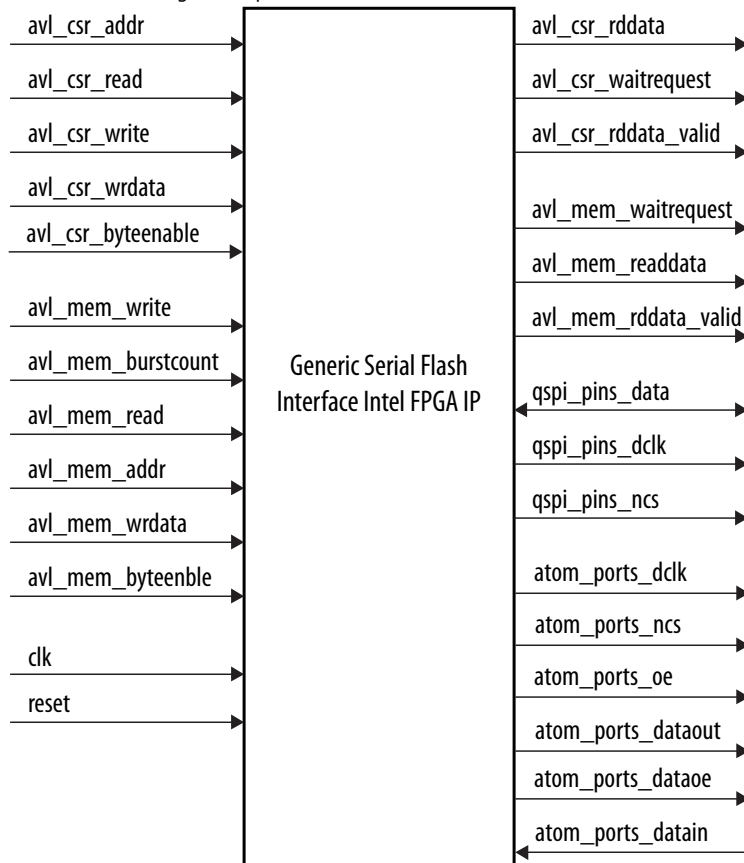 avl_csr_addr
avl_csr_read
avl_csr_write
avl_csr_wrdata
avl_csr_byteenable
avl_mem_write
avl_mem_burstcount
avl_mem_read
avl_mem_addr
avl_mem_wrdata
avl_mem_byteenble
clk
reset
Generic Serial Flash
Interface Intel FPGA IP
avl_csr_rddata
avl_csr_waitrequest
avl_csr_rddata_valid
avl_mem_waitrequest
avl_mem_readdata
avl_mem_rddata_valid
qspi_pins_data
qspi_pins_dclk
qspi_pins_ncs
atom_ports_dclk
atom_ports_ncs
atom_ports_oe
atom_ports_dataout
atom_ports_dataoe
atom_ports_datain